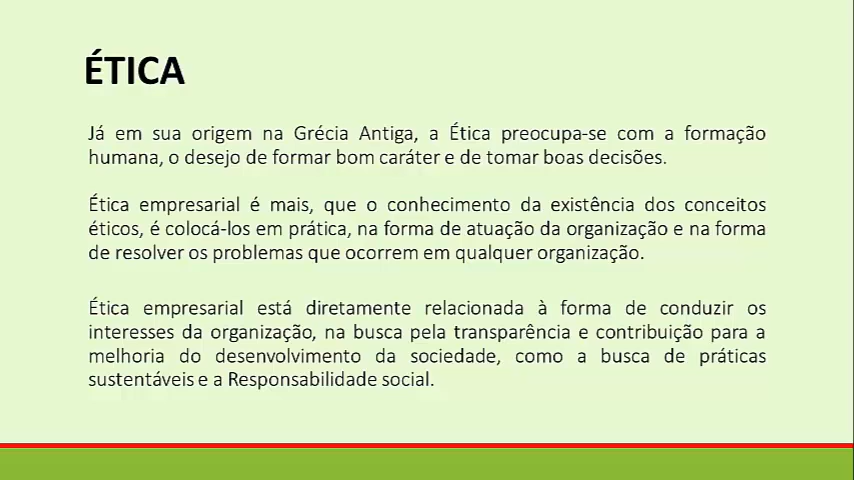 ÉTICA
Já em sua origem na Grécia Antiga, a Ética preocupa-se com a formação
humana, o desejo de formar bom caráter e de tomar boas decisões.
Ética empresarial é mais, que o conhecimento da existência dos conceitos
éticos, é colocá-los em prática, na forma de atuação da organização e na forma
de resolver os problemas que ocorrem em qualquer organização.
Ética empresarial está diretamente relacionada à forma de conduzir os
interesses da organização, na busca pela transparência e contribuição para a
melhoria do desenvolvimento da sociedade, como a busca de práticas
sustentáveis e a Responsabilidade social.